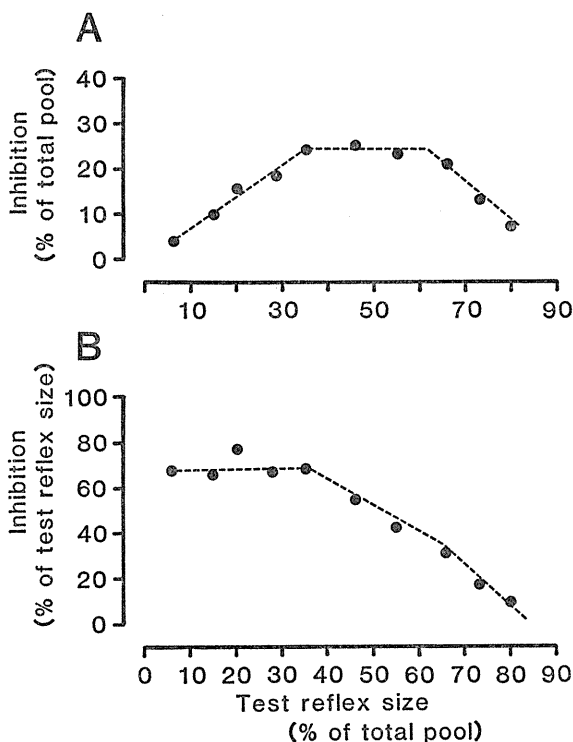 A
Inhibition
(% of total pool)
40
30
20
10
0
10 30 50 70 90
B
Inhibition
(% of test reflex size)
100
80
60
40
20
0
0 10 20 30 40 50 60 70 80 90
Test reflex size
(% of total pool)